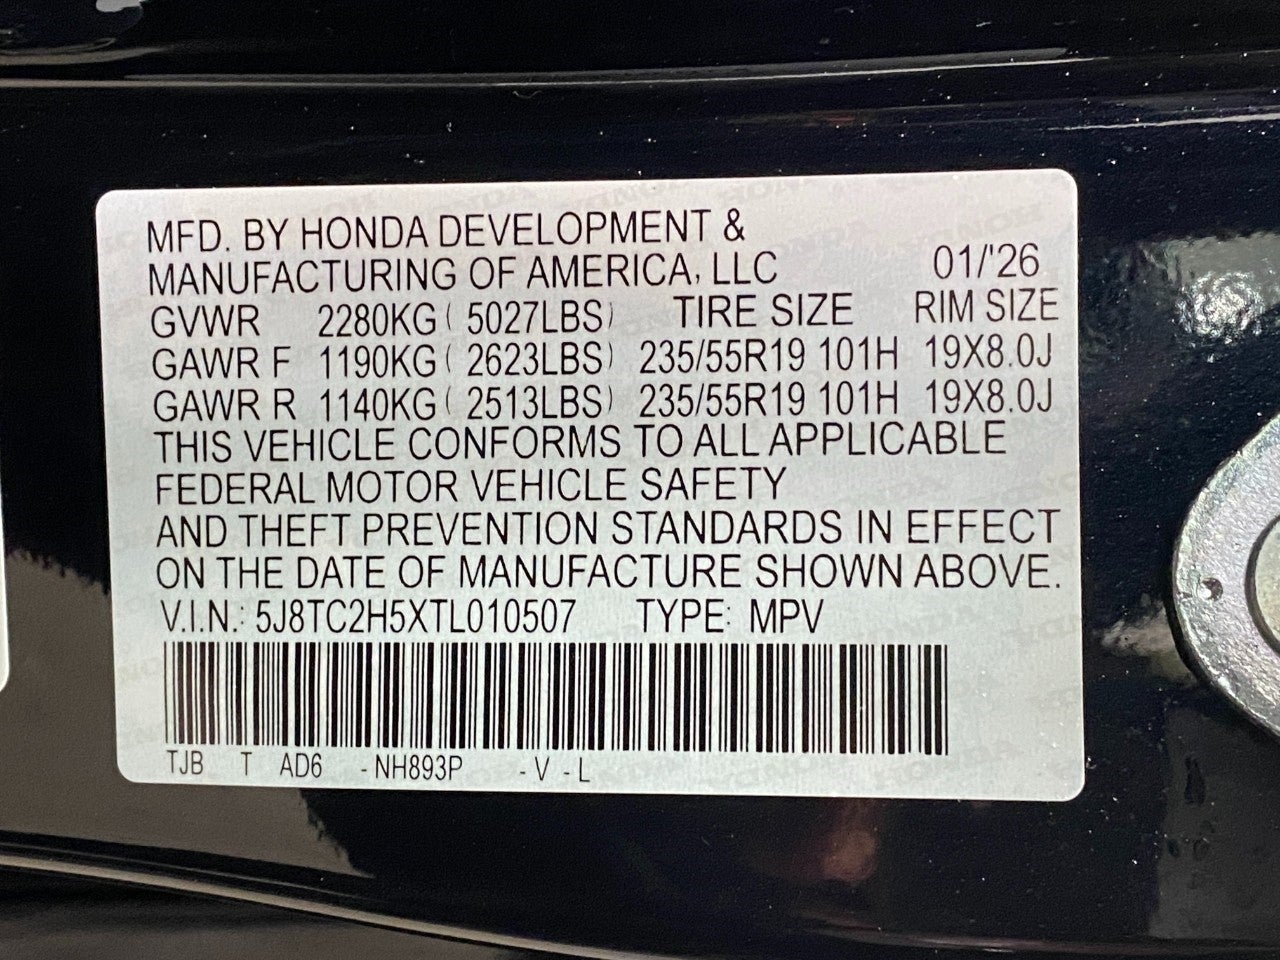 MFD. BY HONDA DEVELOPMENT &
MANUFACTURING OF AMERICA, LLC 01/'26
GVWR 2280KG ( 5027LBS) TIRE SIZE RIM SIZE
GAWR F 1190KG ( 2623LBS) 235/55R19 101H 19X8.0J
GAWR R 1140KG ( 2513LBS) 235/55R19 101H 19X8.0J
THIS VEHICLE CONFORMS TO ALL APPLICABLE
FEDERAL MOTOR VEHICLE SAFETY
AND THEFT PREVENTION STANDARDS IN EFFECT
ON THE DATE OF MANUFACTURE SHOWN ABOVE.
V.I.N.: 5J8TC2H5XTL010507 TYPE: MPV
TJB T AD6 -NH893P -V -L